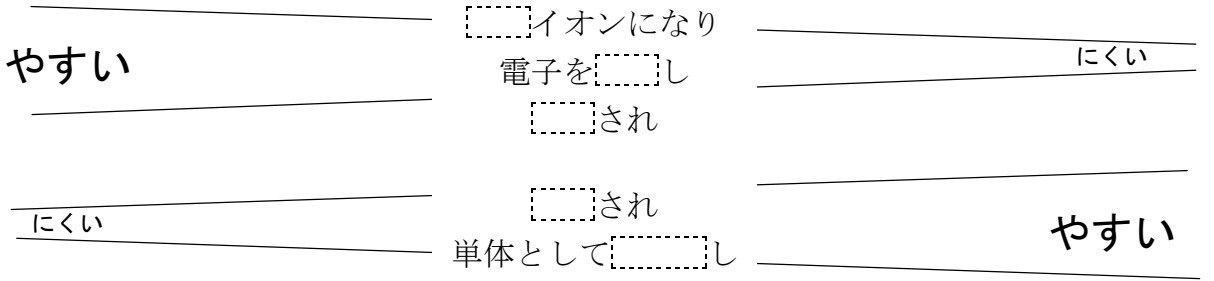 イオンになり
やすい
にくい
電子を し
され
され
にくい
やすい
単体として し